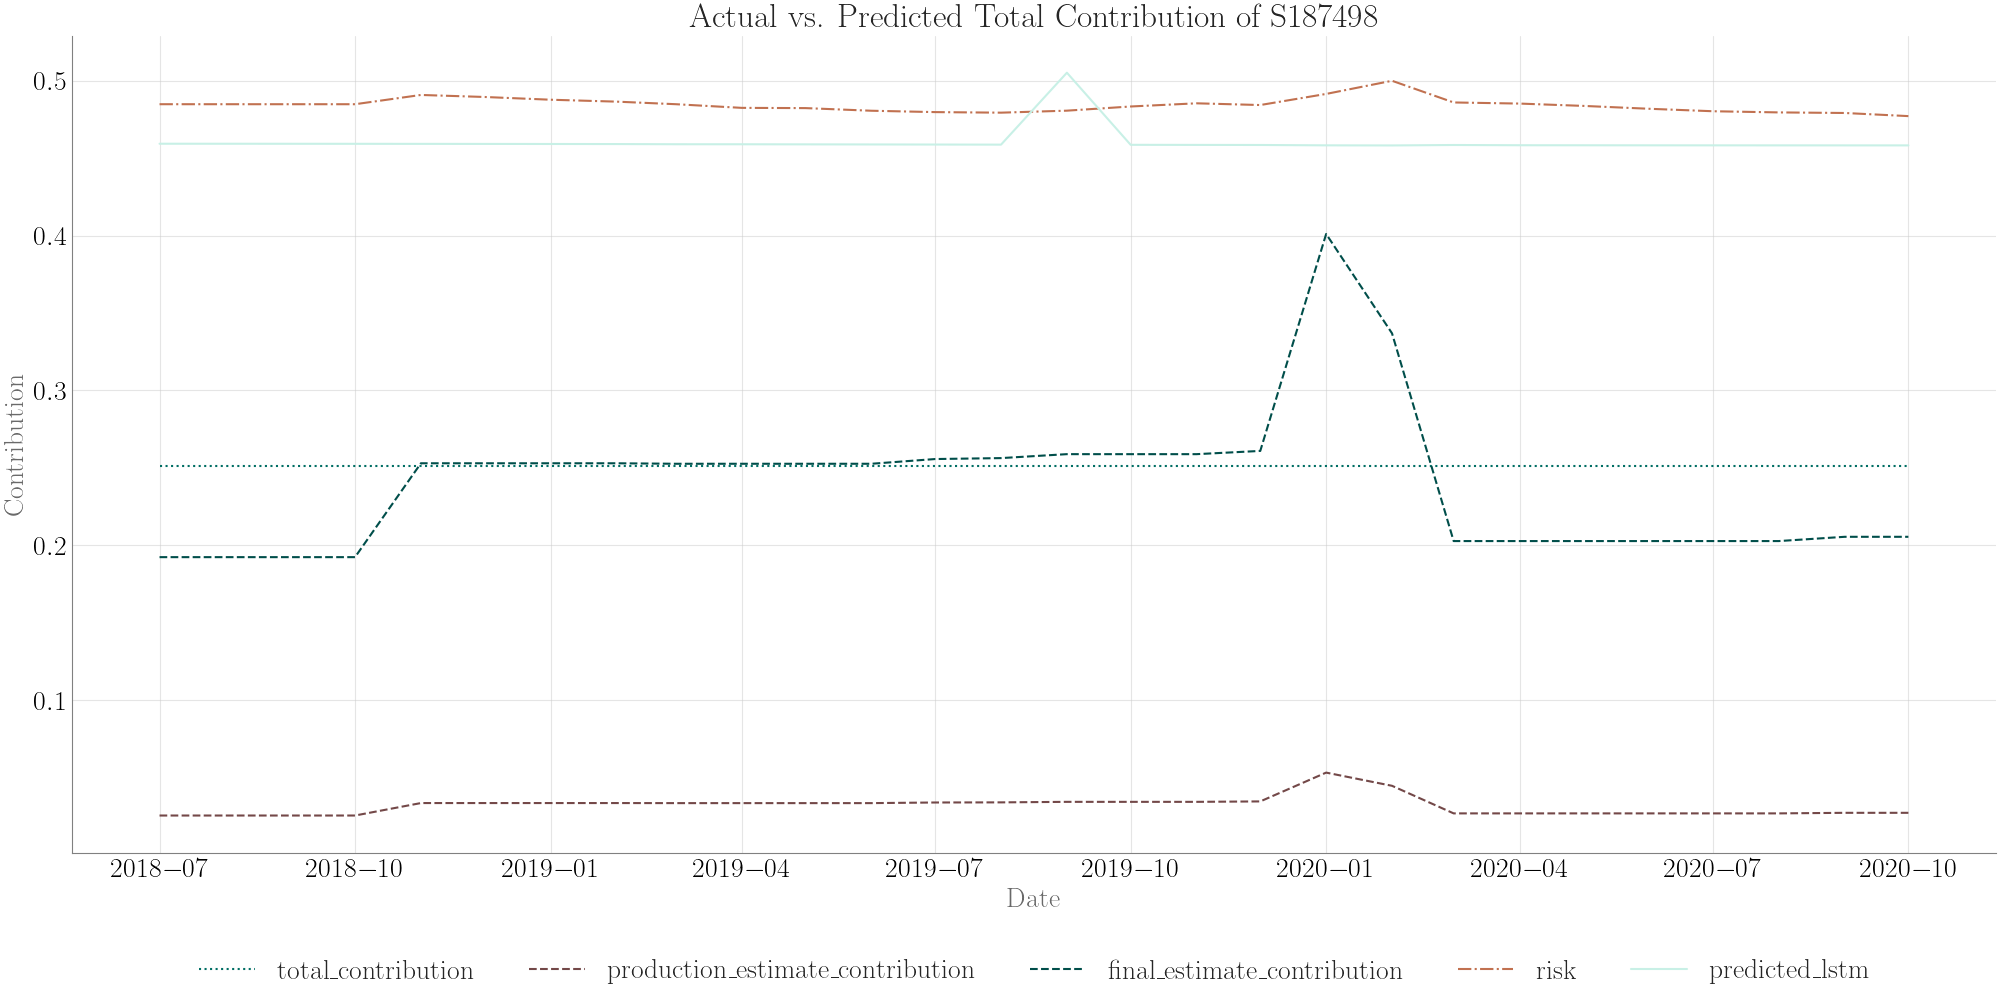 Actual vs. Predicted Total Contribution of S187498
0.5
0.4
0.3
0.2
0.1
Contribution
2018−07 2018−10 2019−01 2019−04 2019−07 2019−10 2020−01 2020−04 2020−07 2020−10
Date
total_contribution production_estimate_contribution final_estimate_contribution risk predicted_lstm